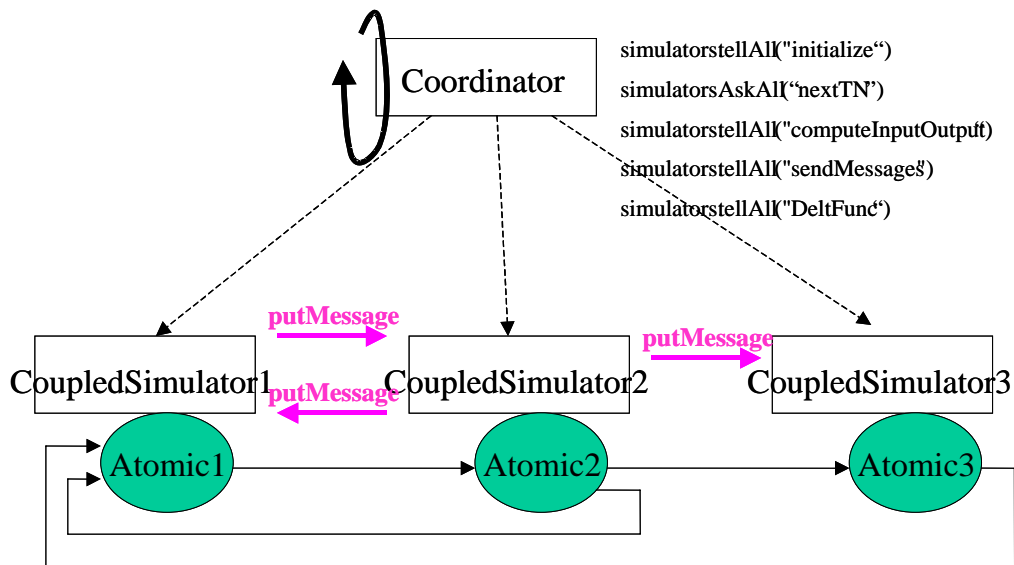 Coordinator
simulatorstellAll("initialize“)
simulatorsAskAll(“nextTN”)
simulatorstellAll("computeInputOutput“)
simulatorstellAll("sendMessages")
simulatorstellAll("DeltFunc“)
putMessage
putMessage
CoupledSimulator1
putMessage
CoupledSimulator2
CoupledSimulator3
Atomic1
Atomic2
Atomic3